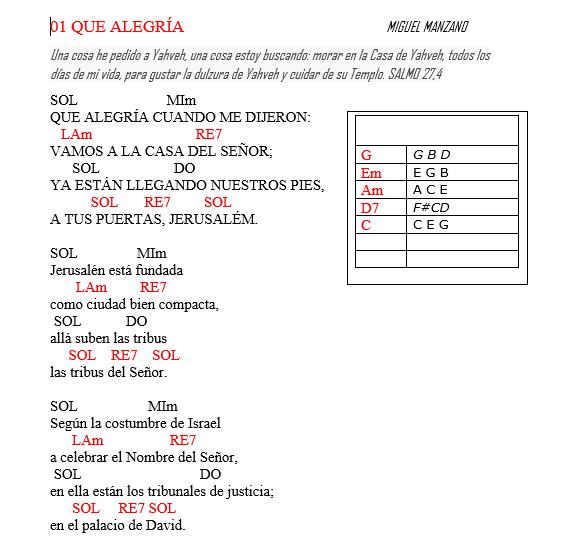 01 QUE ALEGRÍA MIGUEL MANZANO
Una cosa he pedido a Yahveh, una cosa estoy buscando: morar en la Casa de Yahveh, todos los
días de mi vida, para gustar la dulzura de Yahveh y cuidar de su Templo. SALMO 27,4
SOL MIm
QUE ALEGRÍA CUANDO ME DIJERON:
LAm RE7
VAMOS A LA CASA DEL SEÑOR;
SOL DO
YA ESTÁN LLEGANDO NUESTROS PIES,
SOL RE7 SOL
A TUS PUERTAS, JERUSALÉM.
SOL MIm
Jerusalén está fundada
LAm RE7
como ciudad bien compacta,
SOL DO
allá suben las tribus
SOL RE7 SOL
las tribus del Señor.
SOL MIm
Según la costumbre de Israel
LAm RE7
a celebrar el Nombre del Señor,
SOL DO
en ella están los tribunales de justicia;
SOL RE7 SOL
en el palacio de David.
G G B D
Em E G B
Am A C E
D7 F#CD
C C E G